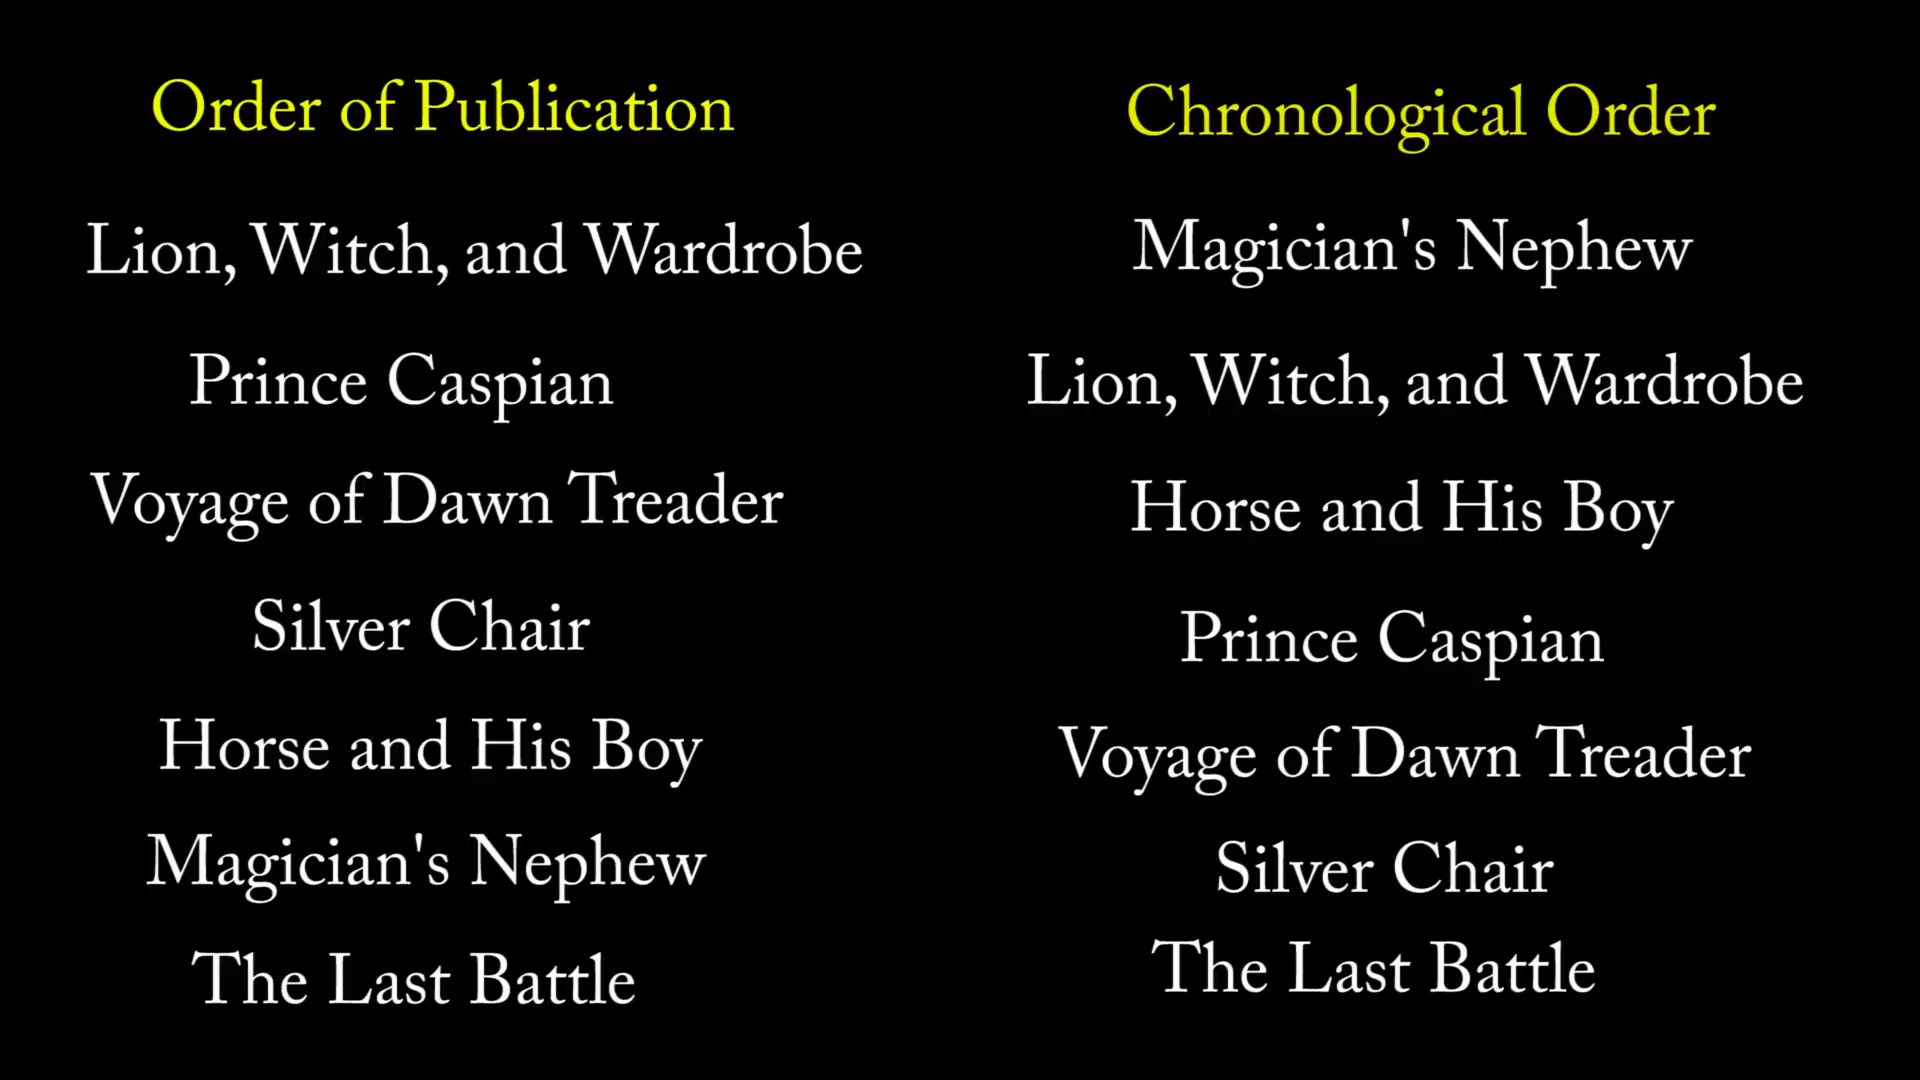 Order of Publication
Lion, Witch, and Wardrobe
Prince Caspian
Voyage of Dawn Treader
Silver Chair
Horse and His Boy
Magician's Nephew
The Last Battle
Chronological Order
Magician's Nephew
Lion, Witch, and Wardrobe
Horse and His Boy
Prince Caspian
Voyage of Dawn Treader
Silver Chair
The Last Battle